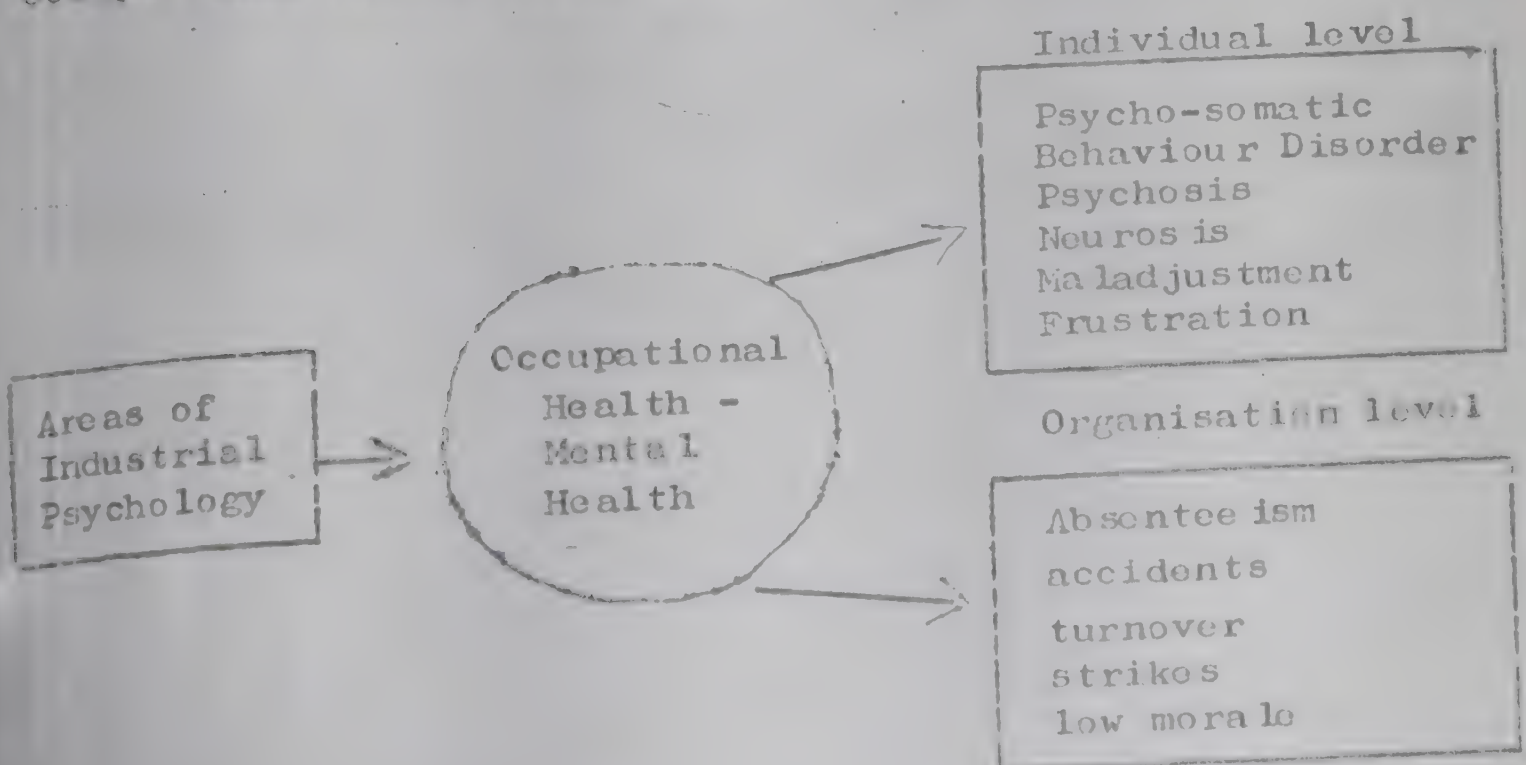 Individual level
Psycho-somatic
Behaviour Disorder
Psychosis
Neurosis
Maladjustment
Frustration
Areas of
Industrial
Psychology
Occupational
Health -
Mental
Health
Organisation level
Absenteeism
accidents
turnover
strikes
low morale